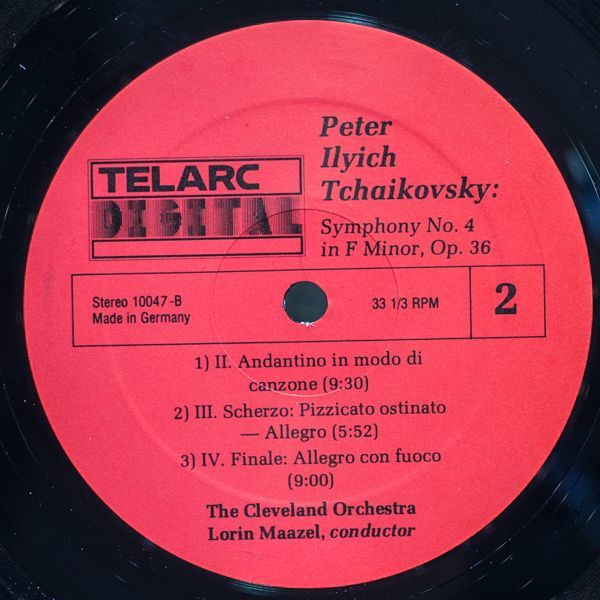 TELARC
DIGITAL
Peter
Ilyich
Tchaikovsky:
Symphony No. 4
in F Minor, Op. 36
Stereo 10047-B
Made in Germany
33 1/3 RPM
2
1) II. Andantino in modo di
canzone (9:30)
2) III. Scherzo: Pizzicato ostinato
— Allegro (5:52)
3) IV. Finale: Allegro con fuoco
(9:00)
The Cleveland Orchestra
Lorin Maazel, conductor